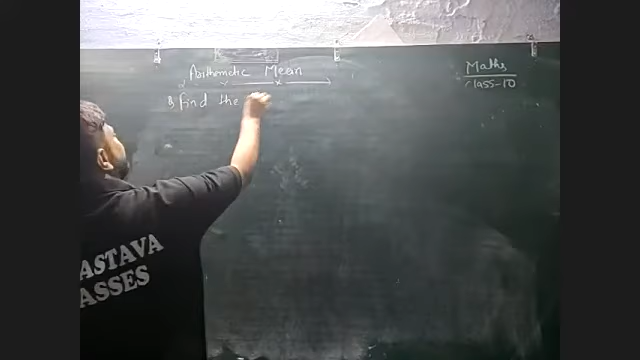 Arithmetic Mean
Maths
Class-10
Q Find the
ASTAVA
ASSES